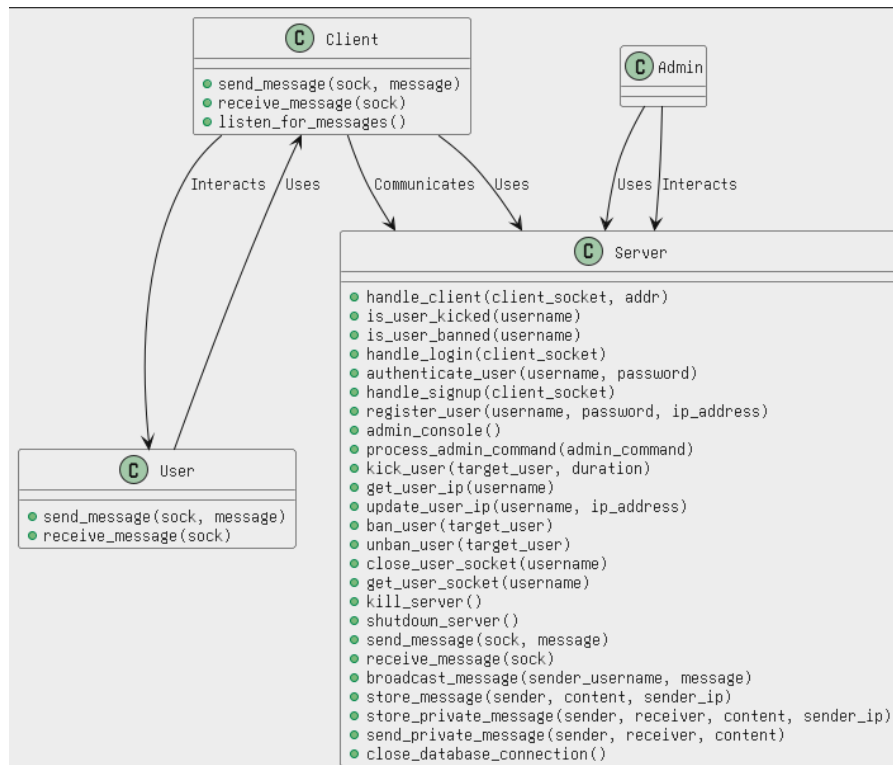 C Client
send_message(sock, message)
receive_message(sock)
listen_for_messages()
C Admin
Interacts
Uses
Communicates
Uses
Uses
Interacts
C Server
handle_client(client_socket, addr)
is_user_kicked(username)
is_user_banned(username)
handle_login(client_socket)
authenticate_user(username, password)
handle_signup(client_socket)
register_user(username, password, ip_address)
admin_console()
process_admin_command(admin_command)
kick_user(target_user, duration)
get_user_ip(username)
update_user_ip(username, ip_address)
ban_user(target_user)
unban_user(target_user)
close_user_socket(username)
get_user_socket(username)
kill_server()
shutdown_server()
send_message(sock, message)
receive_message(sock)
broadcast_message(sender_username, message)
store_message(sender, content, sender_ip)
store_private_message(sender, receiver, content, sender_ip)
send_private_message(sender, receiver, content)
close_database_connection()
C User
send_message(sock, message)
receive_message(sock)